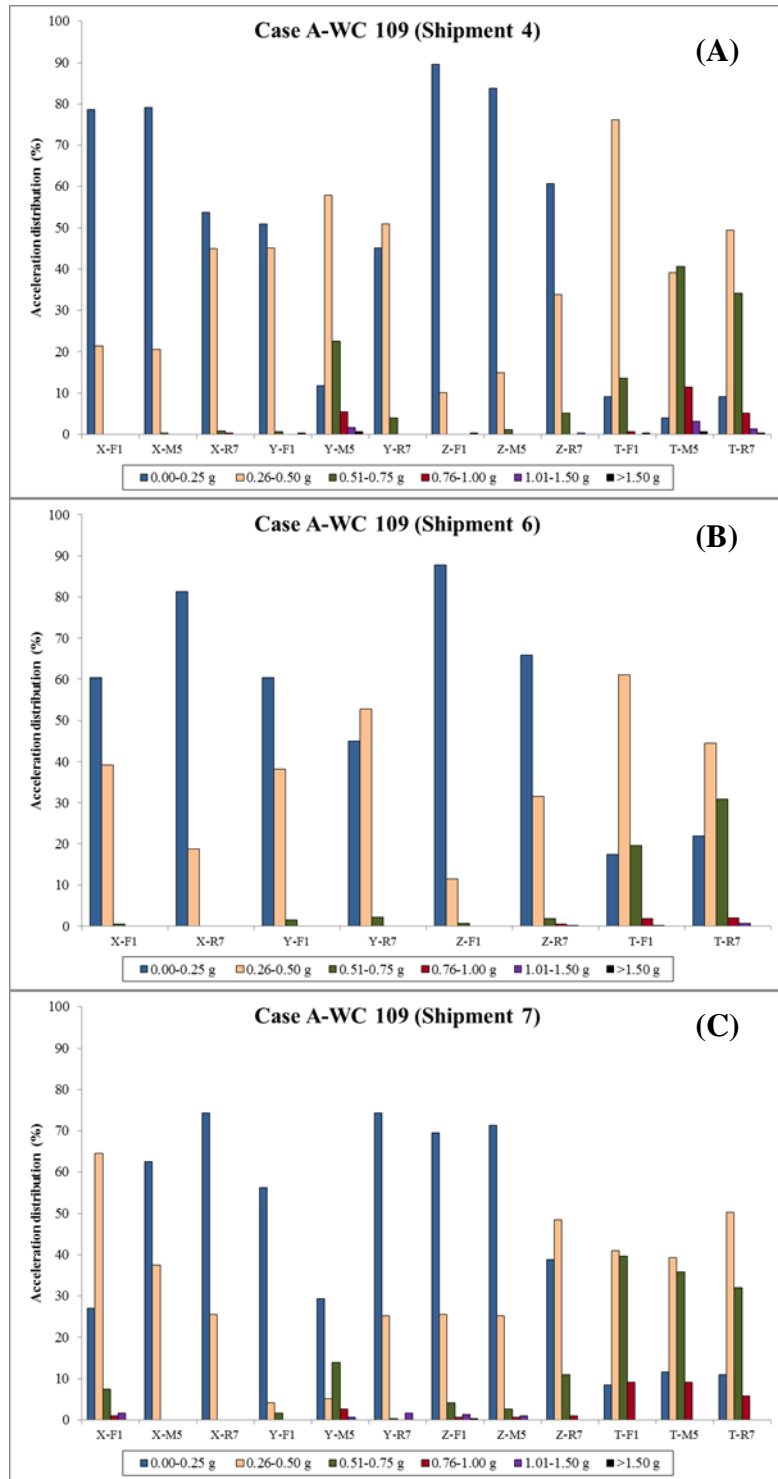 Case A-WC 109 (Shipment 4)
(A)
Acceleration distribution (%)
100
90
80
70
60
50
40
30
20
10
0
X-F1 X-M5 X-R7 Y-F1 Y-M5 Y-R7 Z-F1 Z-M5 Z-R7 T-F1 T-M5 T-R7
0.00-0.25 g 0.26-0.50 g 0.51-0.75 g 0.76-1.00 g 1.01-1.50 g >1.50 g
Case A-WC 109 (Shipment 6)
(B)
Acceleration distribution (%)
100
90
80
70
60
50
40
30
20
10
0
X-F1 X-R7 Y-F1 Y-R7 Z-F1 Z-R7 T-F1 T-R7
0.00-0.25 g 0.26-0.50 g 0.51-0.75 g 0.76-1.00 g 1.01-1.50 g >1.50 g
Case A-WC 109 (Shipment 7)
(C)
Acceleration distribution (%)
100
90
80
70
60
50
40
30
20
10
0
X-F1 X-M5 X-R7 Y-F1 Y-M5 Y-R7 Z-F1 Z-M5 Z-R7 T-F1 T-M5 T-R7
0.00-0.25 g 0.26-0.50 g 0.51-0.75 g 0.76-1.00 g 1.01-1.50 g >1.50 g